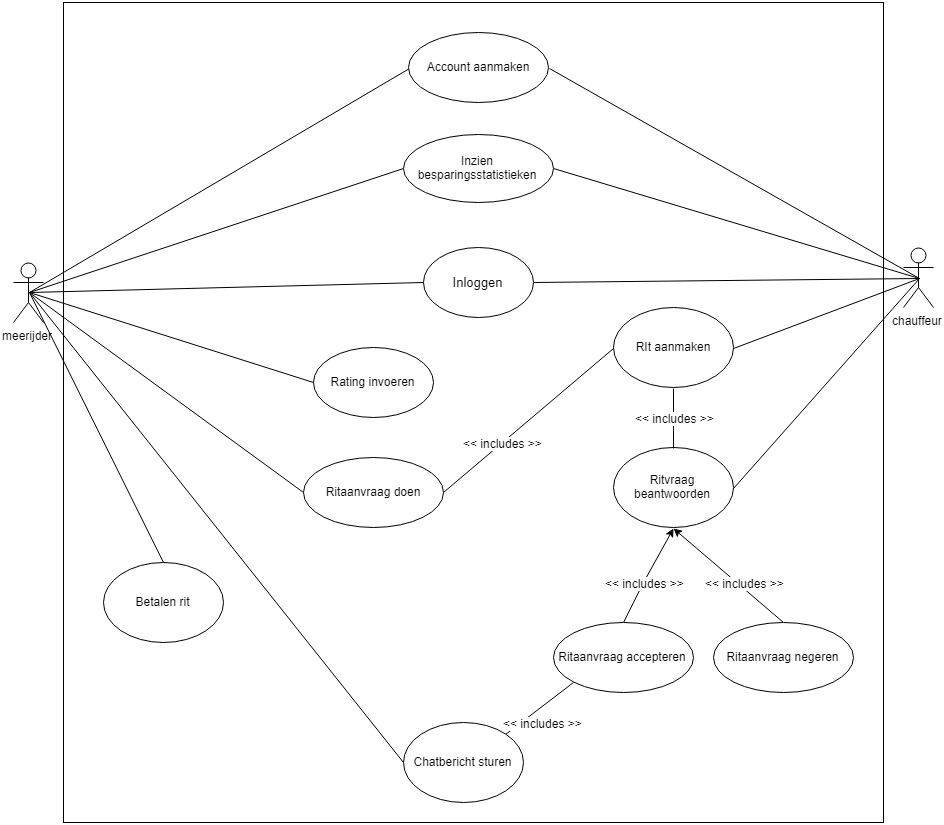 Account aanmaken
Inzien
besparingsstatistieken
Inloggen
meerijder
chauffeur
RIt aanmaken
Rating invoeren
<< includes >>
<< includes >>
Ritaanvraag doen
Ritvraag
beantwoorden
<< includes >>
<< includes >>
Betalen rit
Ritaanvraag accepteren
Ritaanvraag negeren
<< includes >>
Chatbericht sturen